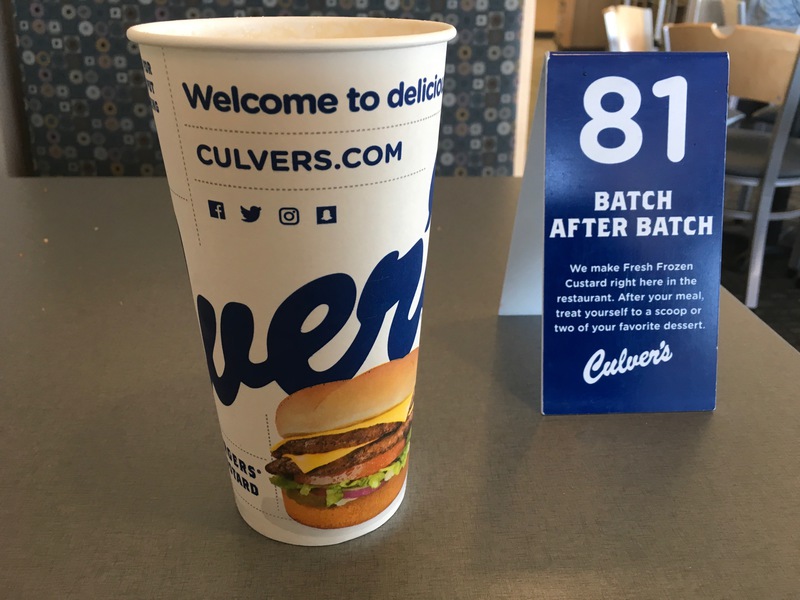 Welcome to delicio
CULVERS.COM
ver
81
BATCH
AFTER BATCH
We make Fresh Frozen
Custard right here in the
restaurant. After your meal,
treat yourself to a scoop or
two of your favorite dessert.
Culver's